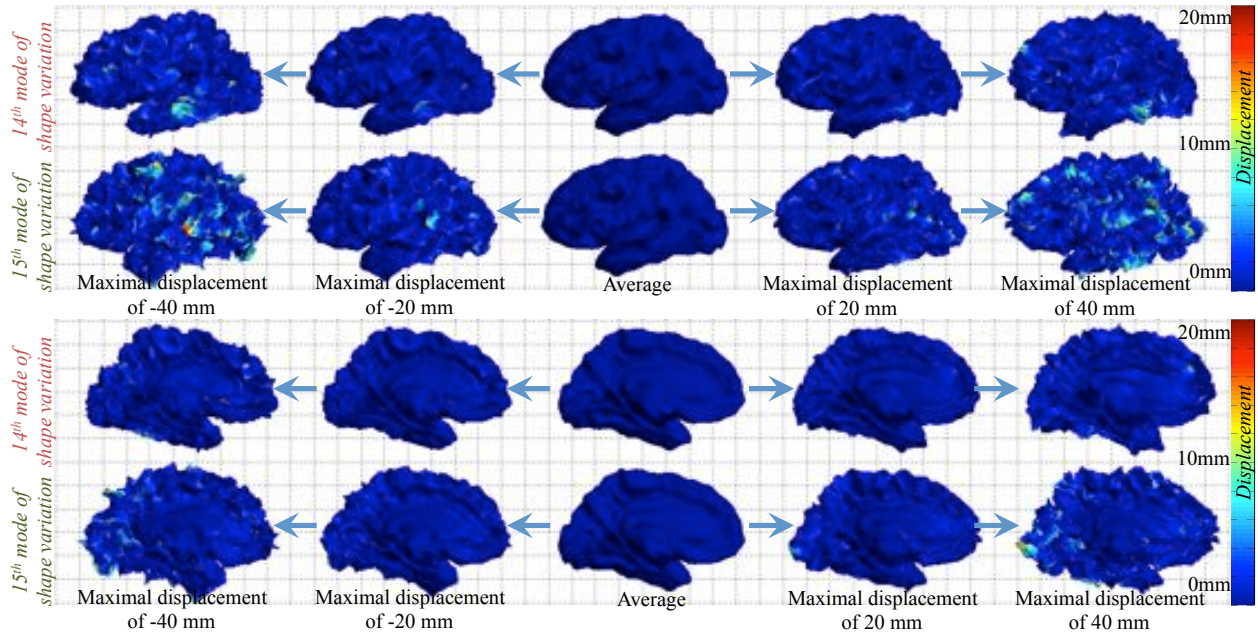 14th mode of
shape variation
20mm
10mm
0mm
Displacement
15th mode of
shape variation
Maximal displacement
of -40 mm
Maximal displacement
of -20 mm
Average
Maximal displacement
of 20 mm
Maximal displacement
of 40 mm
14th mode of
shape variation
20mm
10mm
0mm
Displacement
15th mode of
shape variation
Maximal displacement
of -40 mm
Maximal displacement
of -20 mm
Average
Maximal displacement
of 20 mm
Maximal displacement
of 40 mm